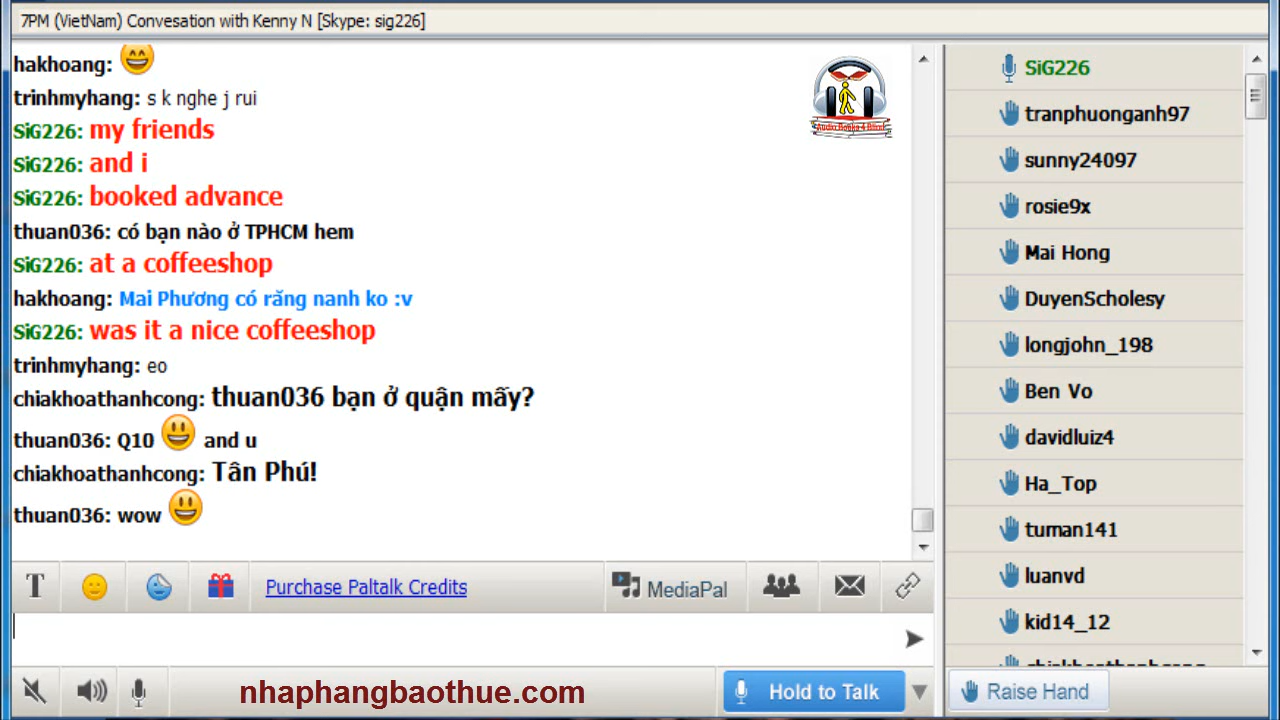 7PM (VietNam) Convesation with Kenny N [Skype: sig226]
hakhoang:
trinhmyhang: s k nghe j rui
SiG226: my friends
SiG226: and i
SiG226: booked advance
thuan036: có bạn nào ở TPHCM hem
SiG226: at a coffeeshop
hakhoang: Mai Phương có răng nanh ko :v
SiG226: was it a nice coffeeshop
trinhmyhang: eo
chiakhoathanhcong: thuan036 bạn ở quận mấy?
thuan036: Q10 and u
chiakhoathanhcong: Tân Phú!
thuan036: wow
Audio Books 4 Blind
SiG226
tranphuonganh97
sunny24097
rosie9x
Mai Hong
DuyenScholesy
longjohn_198
Ben Vo
davidluiz4
Ha_Top
tuman141
luanvd
kid14_12
T
Purchase Paltalk Credits
MediaPal
nhaphangbaothue.com
Hold to Talk
Raise Hand